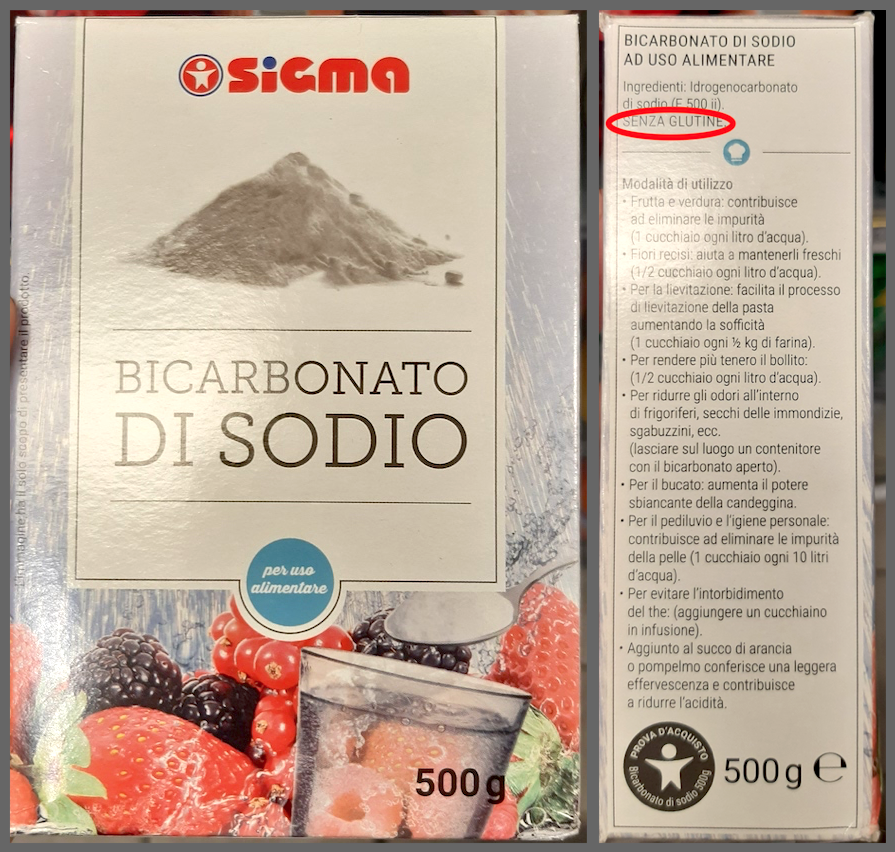 SIGMA
BICARBONATO
DI SODIO
per uso
alimentare
500g
L'immagine ha il solo scopo di presentare il prodotto.
BICARBONATO DI SODIO
AD USO ALIMENTARE
Ingredienti: Idrogenocarbonato
di sodio (E 500 ii).
SENZA GLUTINE.
Modalità di utilizzo
• Frutta e verdura: contribuisce
ad eliminare le impurità
(1 cucchiaio ogni litro d'acqua).
• Fiori recisi: aiuta a mantenerli freschi
(1/2 cucchiaio ogni litro d'acqua).
• Per la lievitazione: facilita il processo
di lievitazione della pasta
aumentando la sofficità
(1 cucchiaio ogni ½ kg di farina).
• Per rendere più tenero il bollito:
(1/2 cucchiaio ogni litro d'acqua).
• Per ridurre gli odori all'interno
di frigoriferi, secchi delle immondizie,
sgabuzzini, ecc.
(lasciare sul luogo un contenitore
con il bicarbonato aperto).
• Per il bucato: aumenta il potere
sbiancante della candeggina.
• Per il pediluvio e l'igiene personale:
contribuisce ad eliminare le impurità
della pelle (1 cucchiaio ogni 10 litri
d'acqua).
• Per evitare l'intorbidimento
del the: (aggiungere un cucchiaino
in infusione).
• Aggiunto al succo di arancia
o pompelmo conferisce una leggera
effervescenza e contribuisce
a ridurre l'acidità.
PROVA D'ACQUISTO
Bicarbonato di sodio 500g
500 g ℮